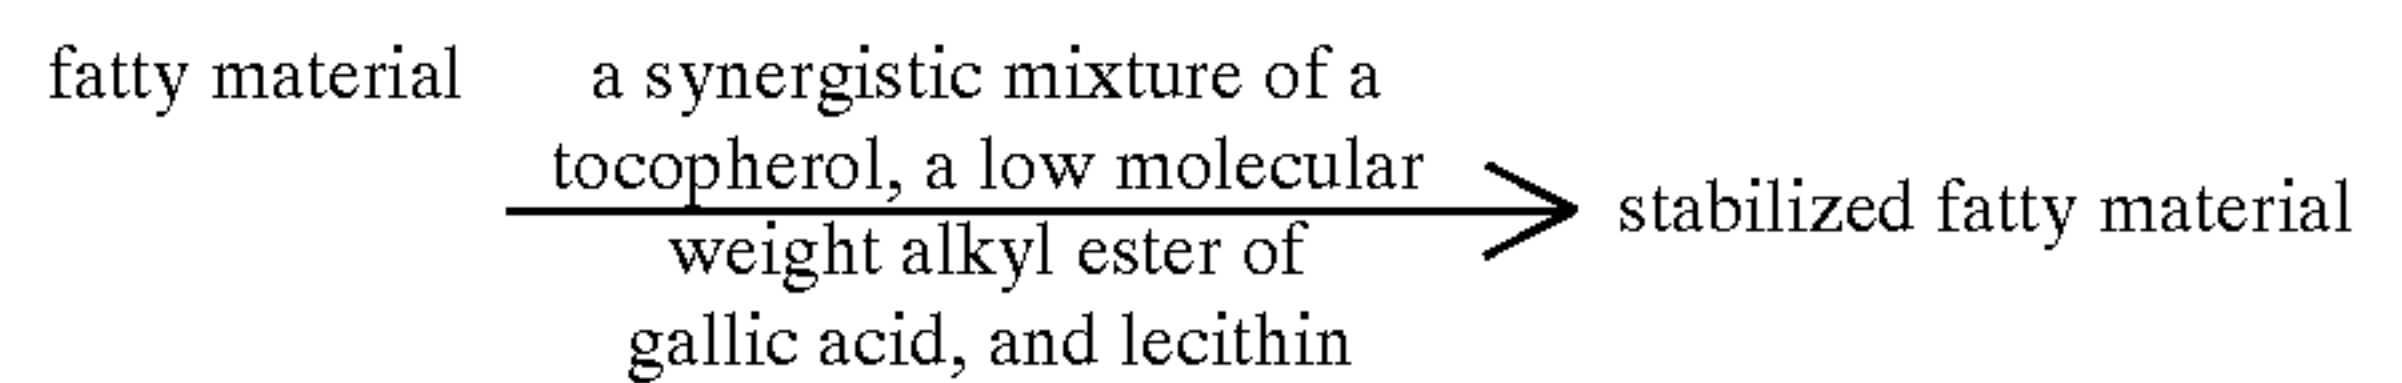 fatty material
a synergistic mixture of a
tocopherol, a low molecular
weight alkyl ester of
gallic acid, and lecithin
stabilized fatty material